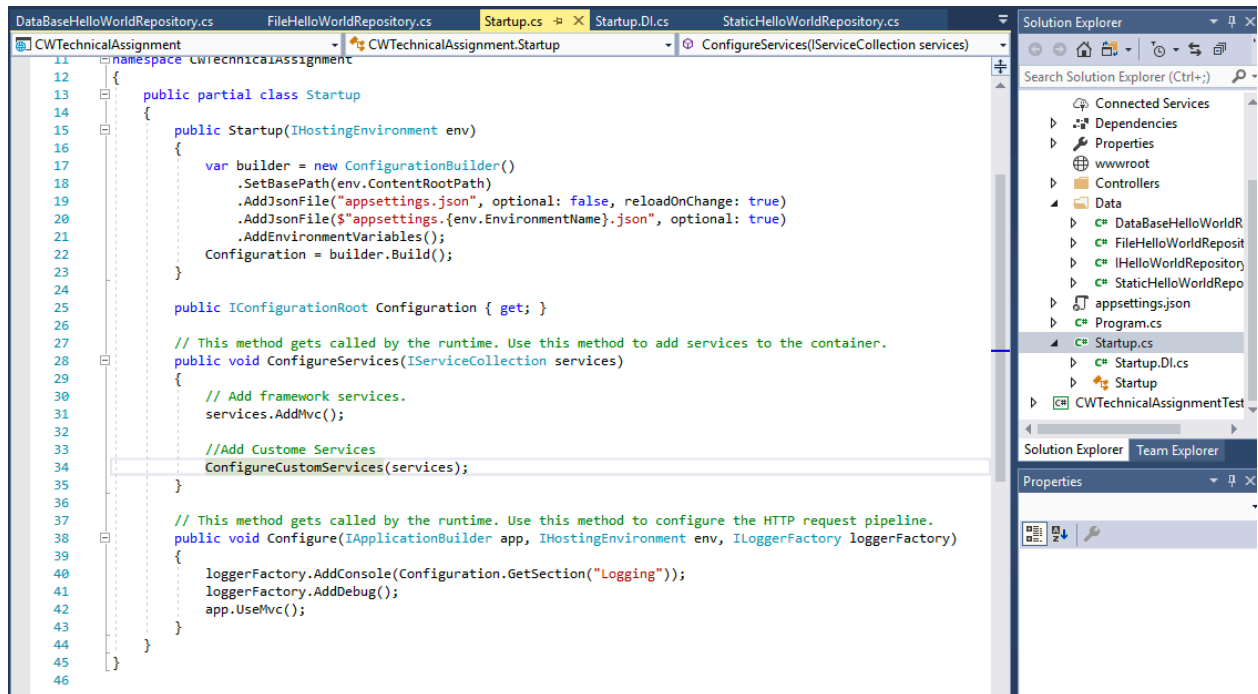 DataBaseHelloWorldRepository.cs FileHelloWorldRepository.cs Startup.cs Startup.DI.cs StaticHelloWorldRepository.cs
CWTechnicalAssignment CWTechnicalAssignment.Startup ConfigureServices(IServiceCollection services)
11 namespace CWTechnicalAssignment
12 {
13 public partial class Startup
14 {
15 public Startup(IHostingEnvironment env)
16 {
17 var builder = new ConfigurationBuilder()
18 .SetBasePath(env.ContentRootPath)
19 .AddJsonFile("appsettings.json", optional: false, reloadOnChange: true)
20 .AddJsonFile($"appsettings.{env.EnvironmentName}.json", optional: true)
21 .AddEnvironmentVariables();
22 Configuration = builder.Build();
23 }
24
25 public IConfigurationRoot Configuration { get; }
26
27 // This method gets called by the runtime. Use this method to add services to the container.
28 public void ConfigureServices(IServiceCollection services)
29 {
30 // Add framework services.
31 services.AddMvc();
32
33 //Add Custome Services
34 ConfigureCustomServices(services);
35 }
36
37 // This method gets called by the runtime. Use this method to configure the HTTP request pipeline.
38 public void Configure(IApplicationBuilder app, IHostingEnvironment env, ILoggerFactory loggerFactory)
39 {
40 loggerFactory.AddConsole(Configuration.GetSection("Logging"));
41 loggerFactory.AddDebug();
42 app.UseMvc();
43 }
44 }
45 }
46
Solution Explorer
Search Solution Explorer (Ctrl+;)
Connected Services
Dependencies
Properties
wwwroot
Controllers
Data
C# DataBaseHelloWorldR
C# FileHelloWorldReposit
C# IHelloWorldRepository
C# StaticHelloWorldRepo
appsettings.json
C# Program.cs
C# Startup.cs
C# Startup.DI.cs
Startup
C# CWTechnicalAssignmentTest
Solution Explorer Team Explorer
Properties